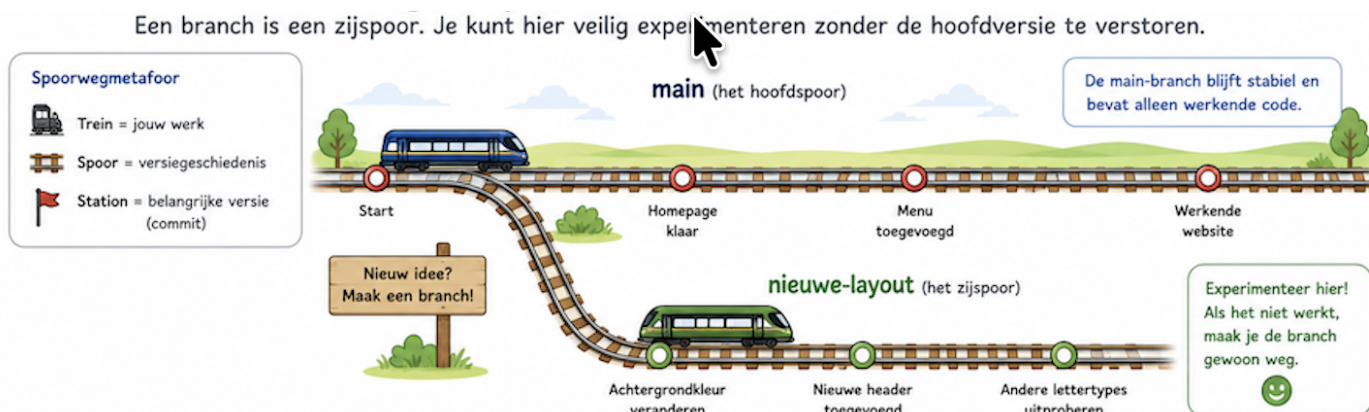 Een branch is een zijspoor. Je kunt hier veilig experimenteren zonder de hoofdversie te verstoren.
Spoorwegmetafoor
Trein = jouw werk
Spoor = versiegeschiedenis
Station = belangrijke versie
(commit)
main (het hoofdspoor)
De main-branch blijft stabiel en
bevat alleen werkende code.
Start
Homepage
klaar
Menu
toegevoegd
Werkende
website
Nieuw idee?
Maak een branch!
nieuwe-layout (het zijspoor)
Experimenteer hier!
Als het niet werkt,
maak je de branch
gewoon weg.
Achtergrondkleur
veranderen
Nieuwe header
toegevoegd
Andere lettertypes
uitproberen